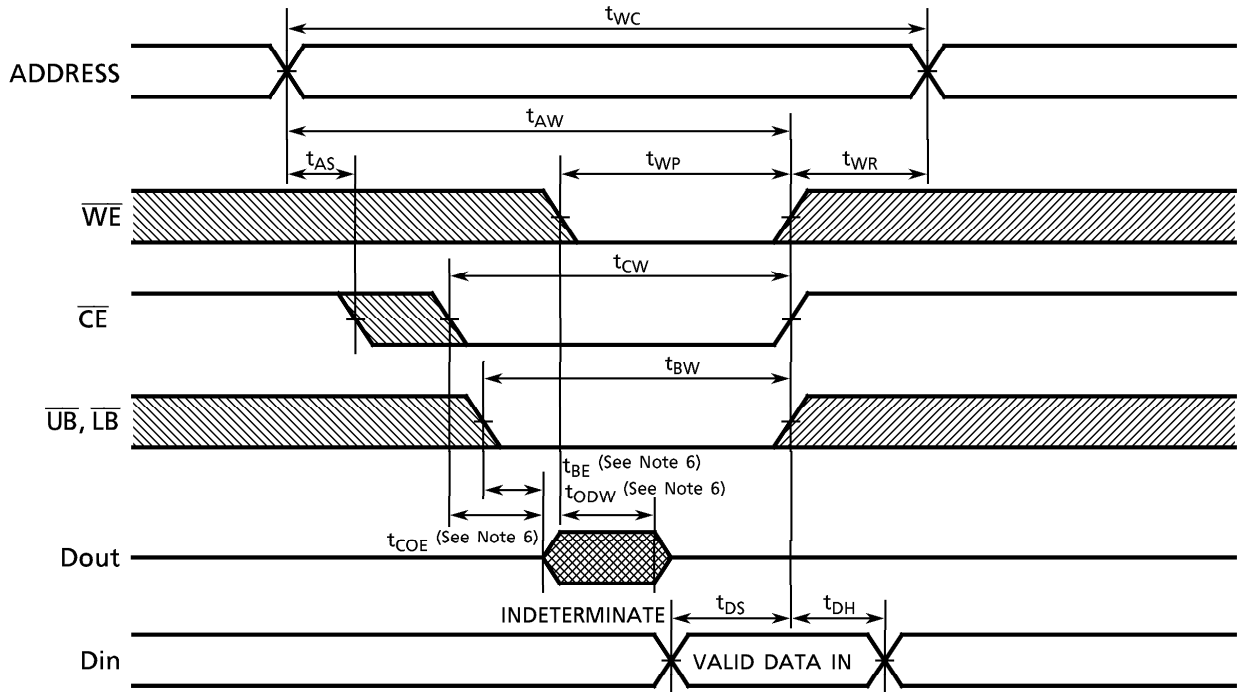 tWC
ADDRESS
tAW
tAS
tWP
tWR
WE
tCW
CE
tBW
UB, LB
tBE (See Note 6)
tODW (See Note 6)
tCOE (See Note 6)
Dout
INDETERMINATE
tDS
tDH
Din
VALID DATA IN